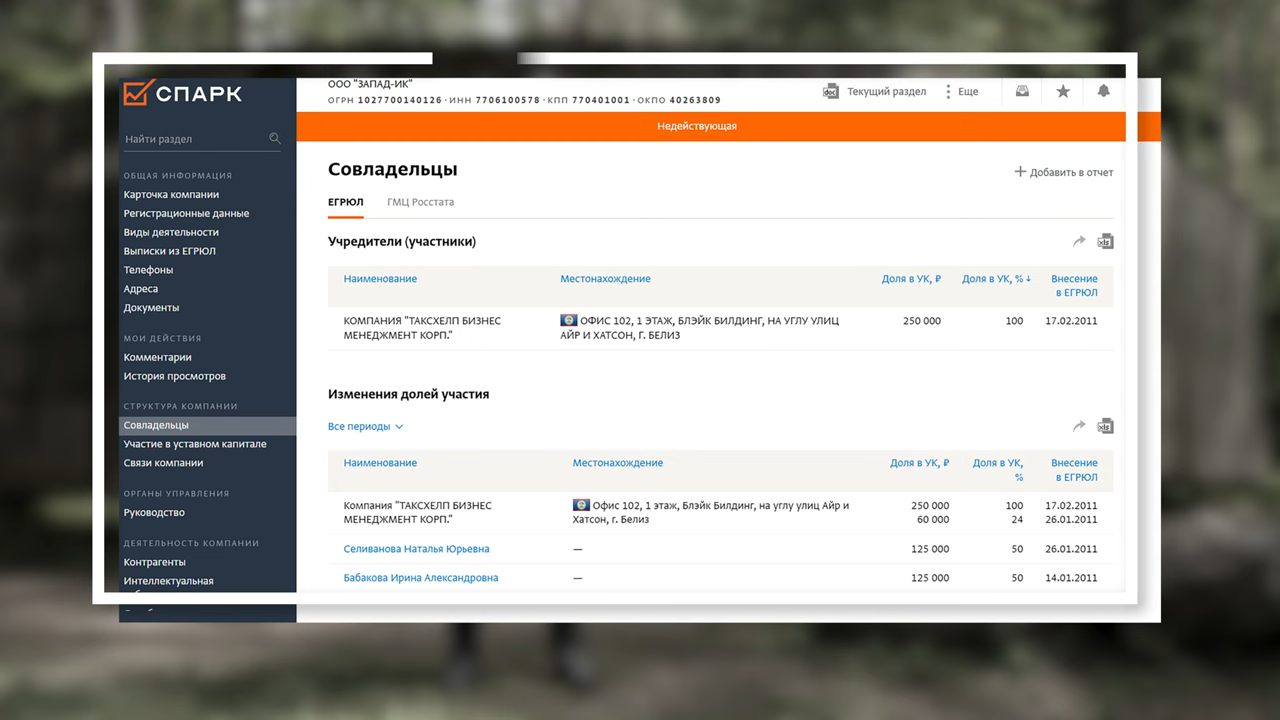 СПАРК
Найти раздел
ОБЩАЯ ИНФОРМАЦИЯ
Карточка компании
Регистрационные данные
Виды деятельности
Выписки из ЕГРЮЛ
Телефоны
Адреса
Документы
МОИ ДЕЙСТВИЯ
Комментарии
История просмотров
СТРУКТУРА КОМПАНИИ
Совладельцы
Участие в уставном капитале
Связи компании
ОРГАНЫ УПРАВЛЕНИЯ
Руководство
ДЕЯТЕЛЬНОСТЬ КОМПАНИИ
Контрагенты
Интеллектуальная
ООО "ЗАПАД-ИК"
ОГРН 1027700140126 · ИНН 7706100578 · КПП 770401001 · ОКПО 40263809
Текущий раздел
Еще
Недействующая
Совладельцы
Добавить в отчет
ЕГРЮЛ ГМЦ Росстата
Учредители (участники)
xls
Наименование Местонахождение Доля в УК, ₽ Доля в УК, % ↓ Внесение
в ЕГРЮЛ
КОМПАНИЯ "ТАКСХЕЛП БИЗНЕС ОФИС 102, 1 ЭТАЖ, БЛЭЙК БИЛДИНГ, НА УГЛУ УЛИЦ 250 000 100 17.02.2011
МЕНЕДЖМЕНТ КОРП." АЙР И ХАТСОН, Г. БЕЛИЗ
Изменения долей участия
Все периоды
xls
Наименование Местонахождение Доля в УК, ₽ Доля в УК, Внесение
% в ЕГРЮЛ
Компания "ТАКСХЕЛП БИЗНЕС Офис 102, 1 этаж, Блэйк Билдинг, на углу улиц Айр и 250 000 100 17.02.2011
МЕНЕДЖМЕНТ КОРП." Хатсон, г. Белиз 60 000 24 26.01.2011
Селиванова Наталья Юрьевна — 125 000 50 26.01.2011
Бабакова Ирина Александровна — 125 000 50 14.01.2011